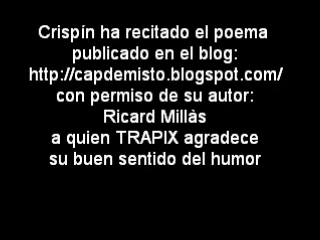 Crispín ha recitado el poema
publicado en el blog:
http://capdemisto.blogspot.com/
con permiso de su autor:
Ricard Millàs
a quien TRAPIX agradece
su buen sentido del humor